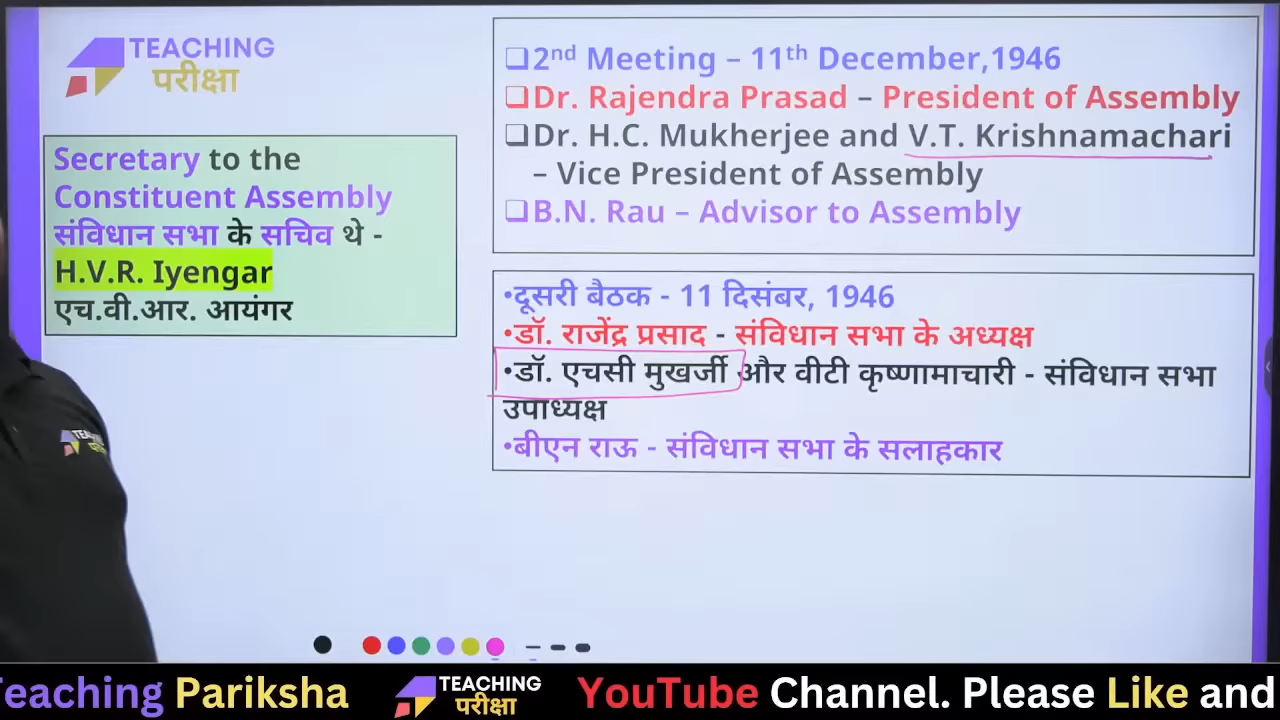 TEACHING
परीक्षा
Secretary to the
Constituent Assembly
संविधान सभा के सचिव थे -
H.V.R. Iyengar
एच.वी.आर. आयंगर
❑2nd Meeting – 11th December,1946
❑Dr. Rajendra Prasad – President of Assembly
❑Dr. H.C. Mukherjee and V.T. Krishnamachari
– Vice President of Assembly
❑B.N. Rau – Advisor to Assembly
•दूसरी बैठक - 11 दिसंबर, 1946
•डॉ. राजेंद्र प्रसाद - संविधान सभा के अध्यक्ष
•डॉ. एचसी मुखर्जी और वीटी कृष्णामाचारी - संविधान सभा
उपाध्यक्ष
•बीएन राऊ - संविधान सभा के सलाहकार
Teaching Pariksha TEACHING परीक्षा YouTube Channel. Please Like and